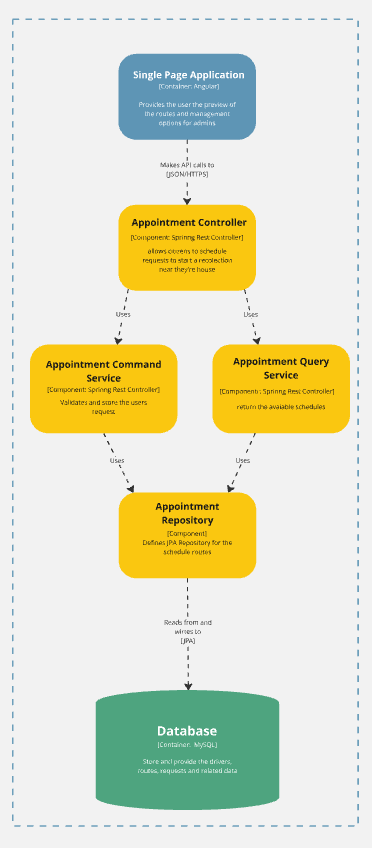 Single Page Application
[Container: Angular]
Provides the user the preview of
the routes and management
options for admins
Makes API calls to
[JSON/HTTPS]
Appointment Controller
[Component: Sprinng Rest Controller]
allows citizens to schedule
requests to start a recolection
near they're house
Uses
Uses
Appointment Command
Service
[Component: Sprinng Rest Controller]
Validates and store the users
request
Appointment Query
Service
[Component: Sprinng Rest Controller]
return the avaiable schedules
Uses
Uses
Appointment
Repository
[Component]
Defines JPA Repository for the
schedule routes
Reads from and
wirtes to
[JPA]
Database
[Container: MySQL]
Store and provida the drivers,
routes, requests and related data